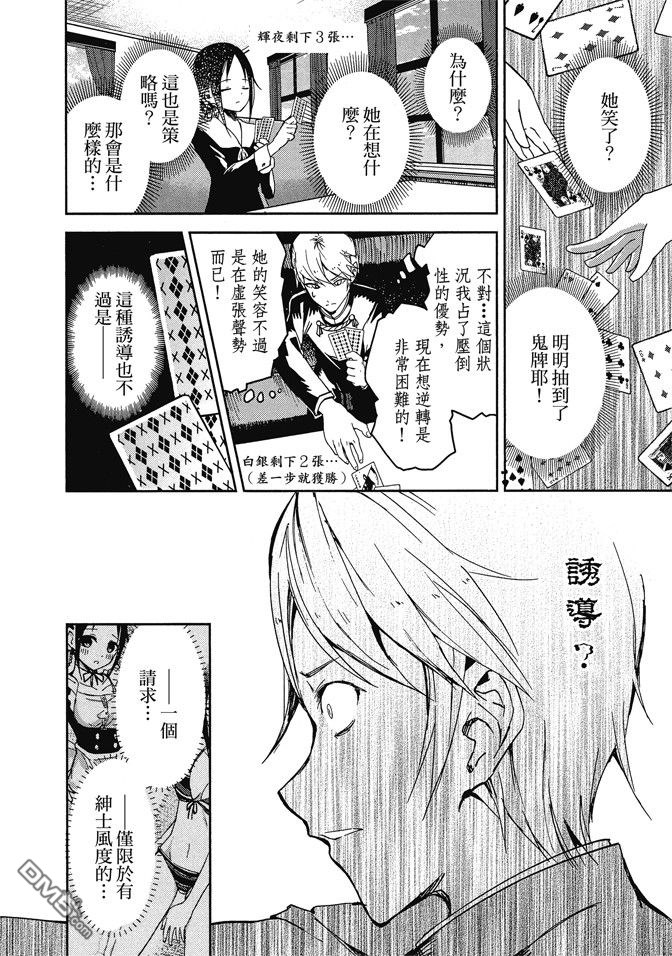 她笑了？
明明抽到了
鬼牌耶！
為什麼？
她在想什
麼？
輝夜剩下3張…
這也是策
略嗎？
那會是什
麼樣的…
不對…這個狀
況我占了壓倒
性的優勢，
現在想逆轉是
非常困難的！
她的笑容不過
是在虛張聲勢
而已！
白銀剩下2張…
（差一步就獲勝）
這種誘導也不
過是——
誘導？
——一個
請求…
——僅限於有
紳士風度的…
DM5.com